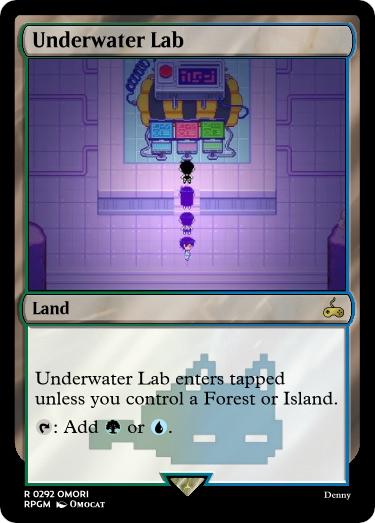 Underwater Lab
Land
Underwater Lab enters tapped
unless you control a Forest or Island.
: Add or .
R 0292 OMORI
RPGM OMOCAT
Denny